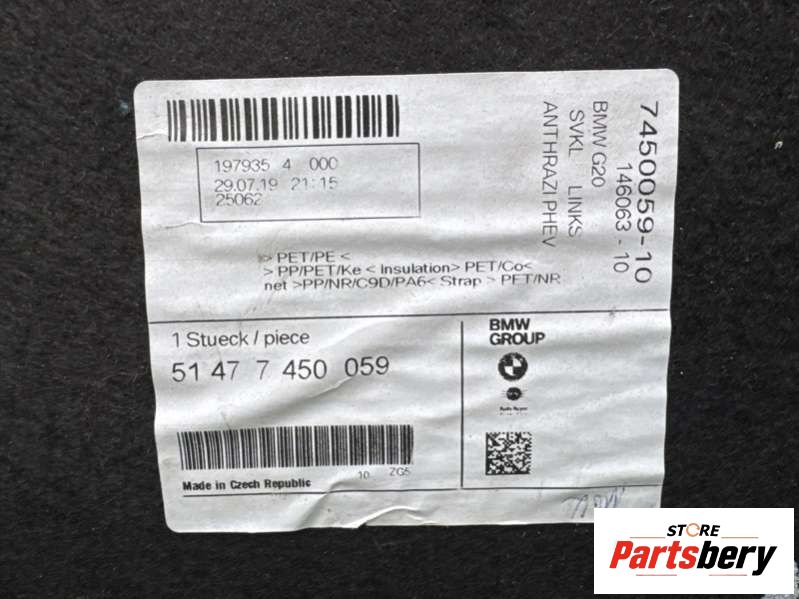 197935 4 000
29.07.19 21:15
25062
7450059-10
146063-10
BMW G20
SVKL LINKS
ANTHRAZI PHEV
> PET/PE <
> PP/PET/Ke < Insulation> PET/Co<
net >PP/NR/C9D/PA6< Strap > PET/NR
1 Stueck / piece
51 47 7 450 059
10 ZG5
Made in Czech Republic
BMW
GROUP
STORE
Partsbery